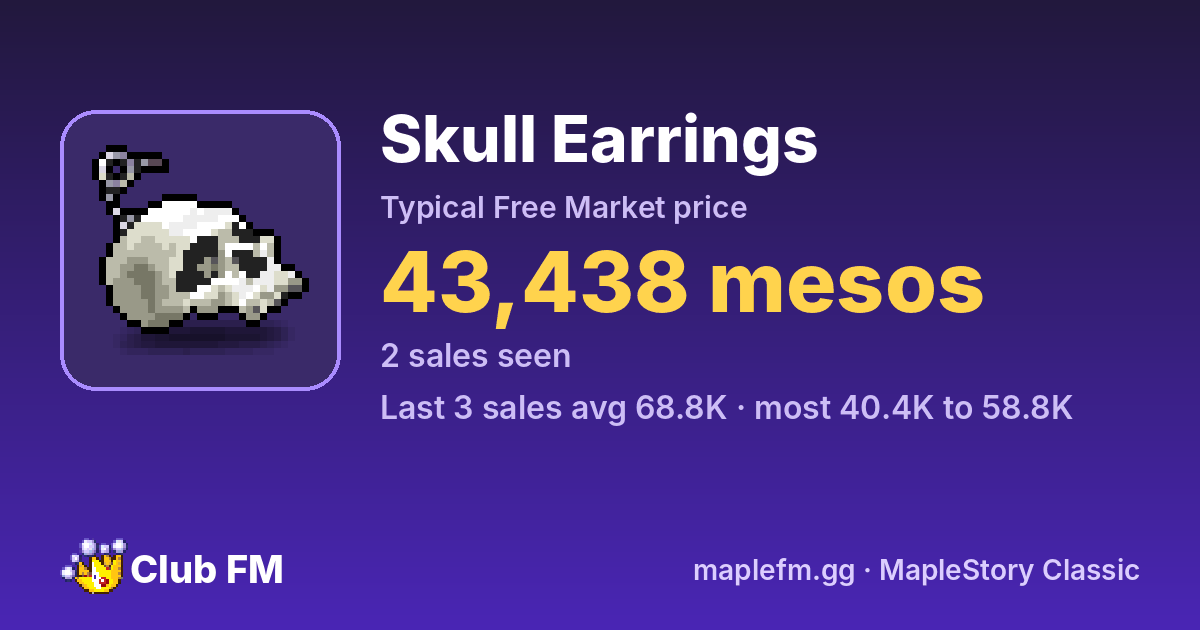 Skull Earrings
Typical Free Market price
43,438 mesos
2 sales seen
Last 3 sales avg 68.8K · most 40.4K to 58.8K
Club FM
maplefm.gg · MapleStory Classic